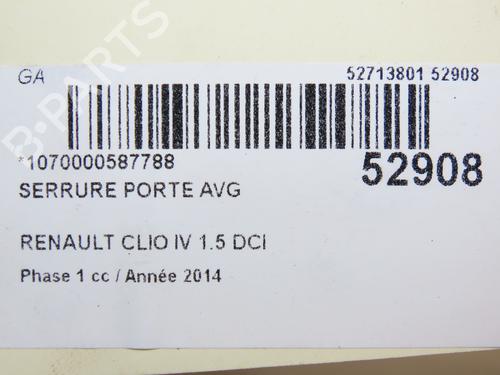 GA 52713801 52908
*1070000587788 52908
SERRURE PORTE AVG
RENAULT CLIO IV 1.5 DCI
Phase 1 cc / Année 2014
B-PARTS